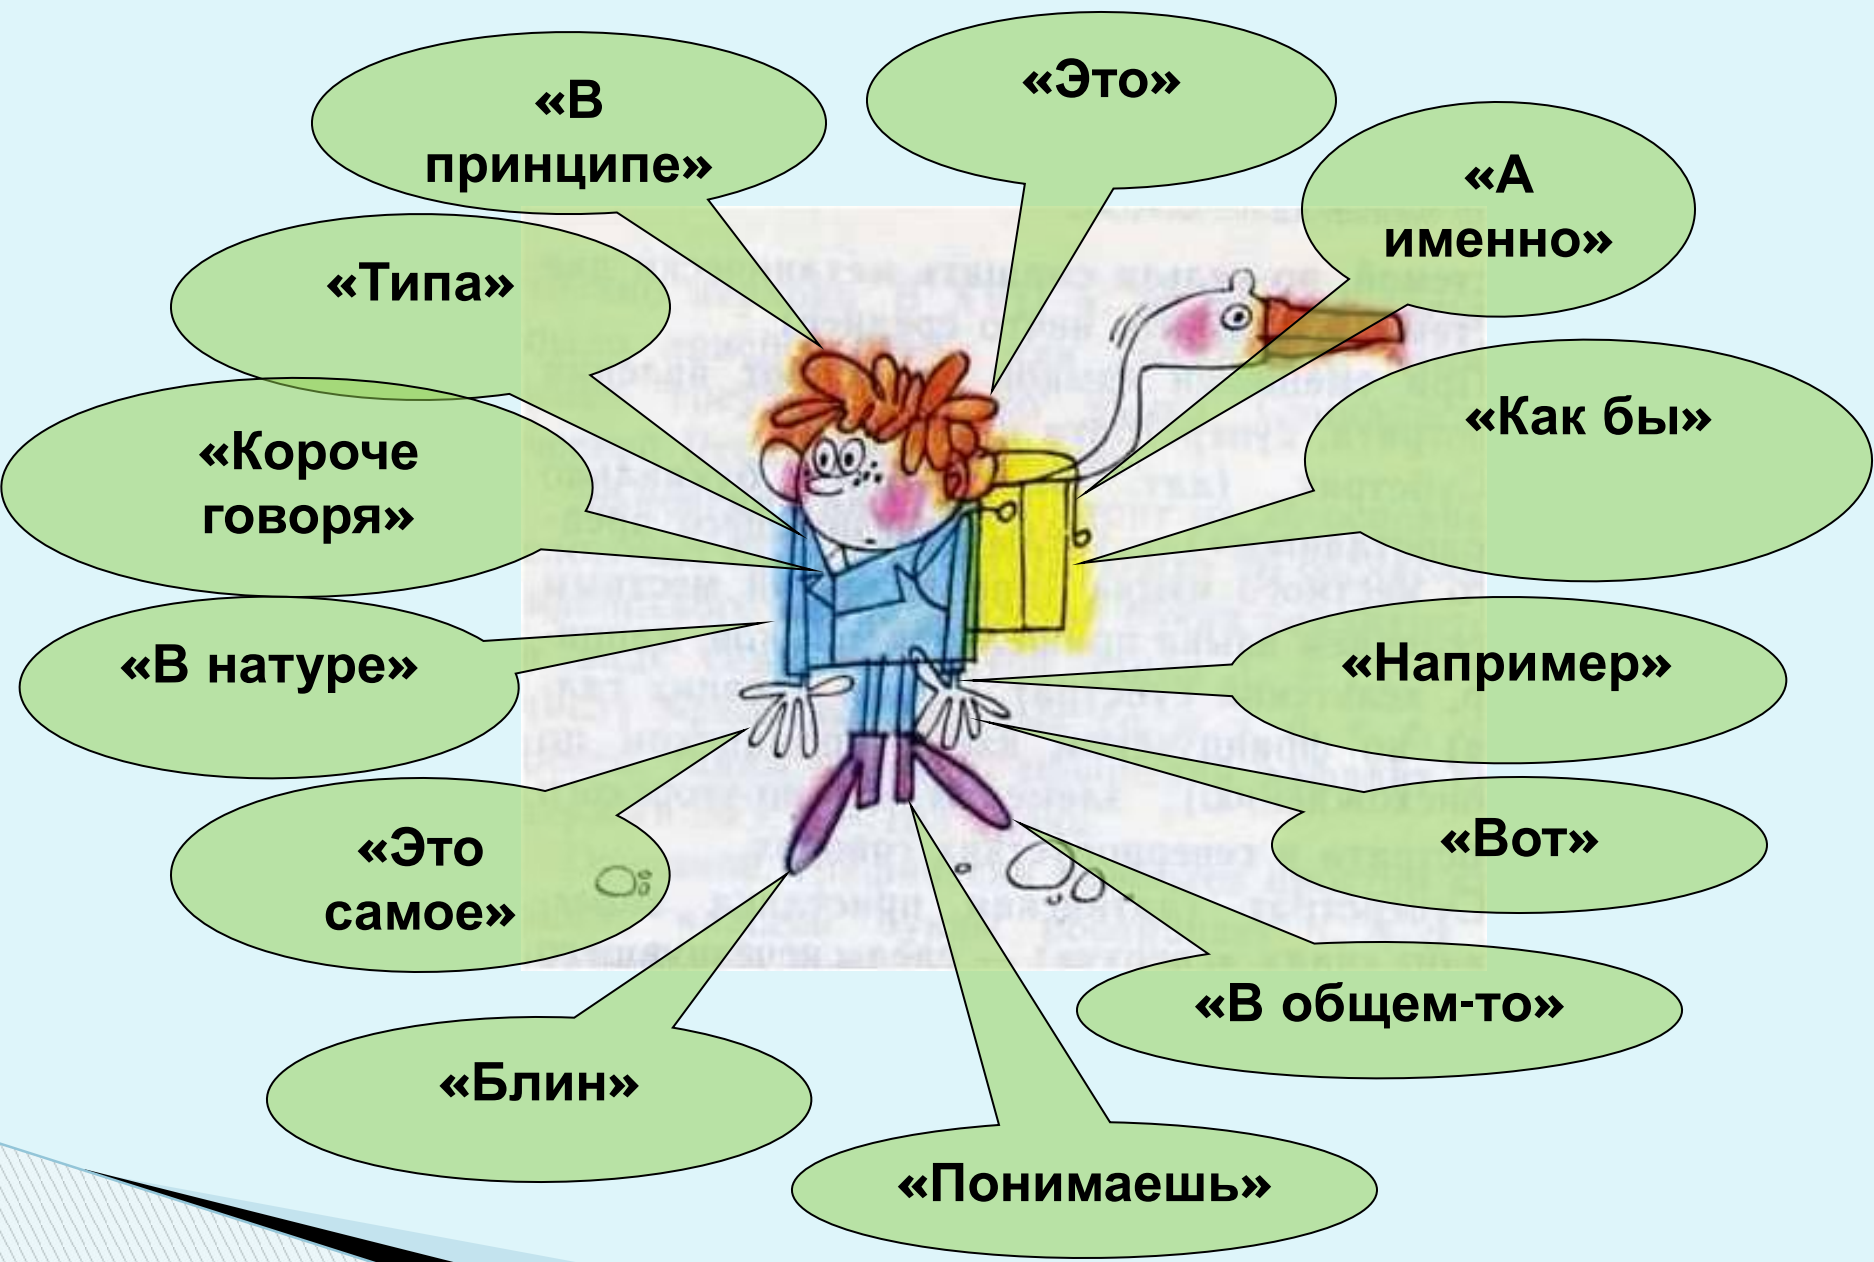 «В
принципе»
«Это»
«А
именно»
«Типа»
«Как бы»
«Короче
говоря»
«В натуре»
«Например»
«Это
самое»
«Вот»
«В общем-то»
«Блин»
«Понимаешь»